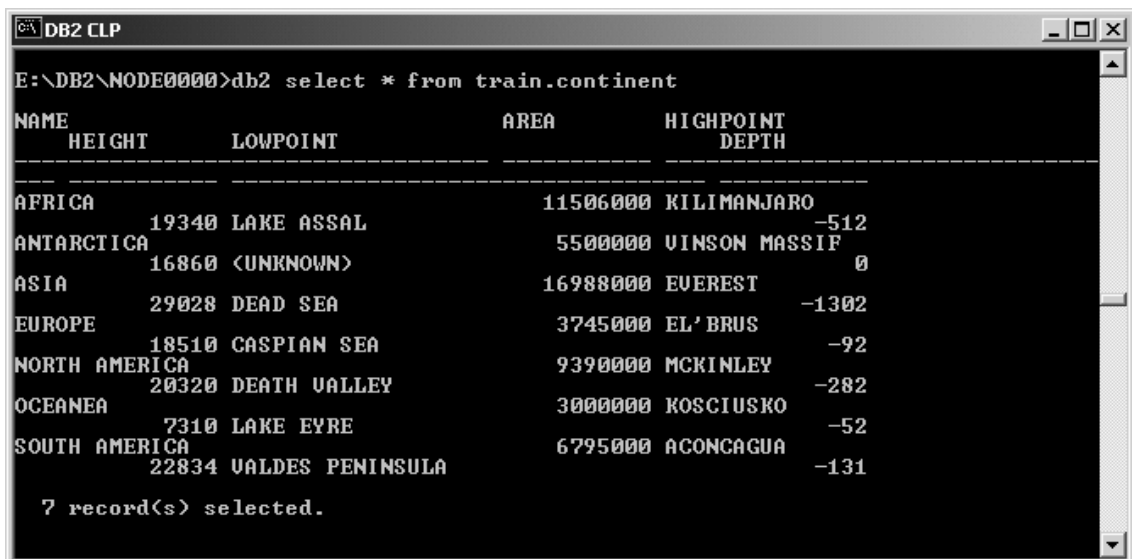 DB2 CLP
E:\DB2\NODE0000>db2 select * from train.continent
NAME AREA HIGHPOINT
HEIGHT LOWPOINT DEPTH
---------------------------------- ----------- -------------------------------
--- ----------- ---------------------------------- -----------
AFRICA 11506000 KILIMANJARO
19340 LAKE ASSAL -512
ANTARCTICA 5500000 VINSON MASSIF
16860 (UNKNOWN) 0
ASIA 16988000 EVEREST
29028 DEAD SEA -1302
EUROPE 3745000 EL'BRUS
18510 CASPIAN SEA -92
NORTH AMERICA 9390000 MCKINLEY
20320 DEATH VALLEY -282
OCEANEA 3000000 KOSCIUSKO
7310 LAKE EYRE -52
SOUTH AMERICA 6795000 ACONCAGUA
22834 VALDES PENINSULA -131
7 record(s) selected.